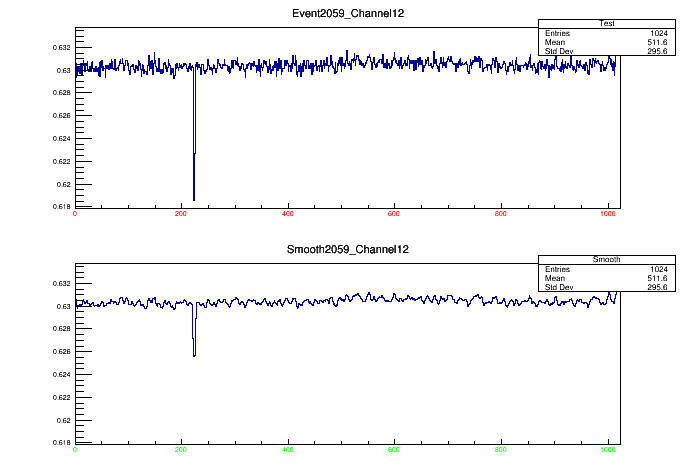 Event2059_Channel12
Test
Entries 1024
Mean 511.6
Std Dev 295.6
0.632
0.63
0.628
0.626
0.624
0.622
0.62
0.618
0 200 400 600 800 1000
Smooth2059_Channel12
Smooth
Entries 1024
Mean 511.6
Std Dev 295.6
0.632
0.63
0.628
0.626
0.624
0.622
0.62
0.618
0 200 400 600 800 1000